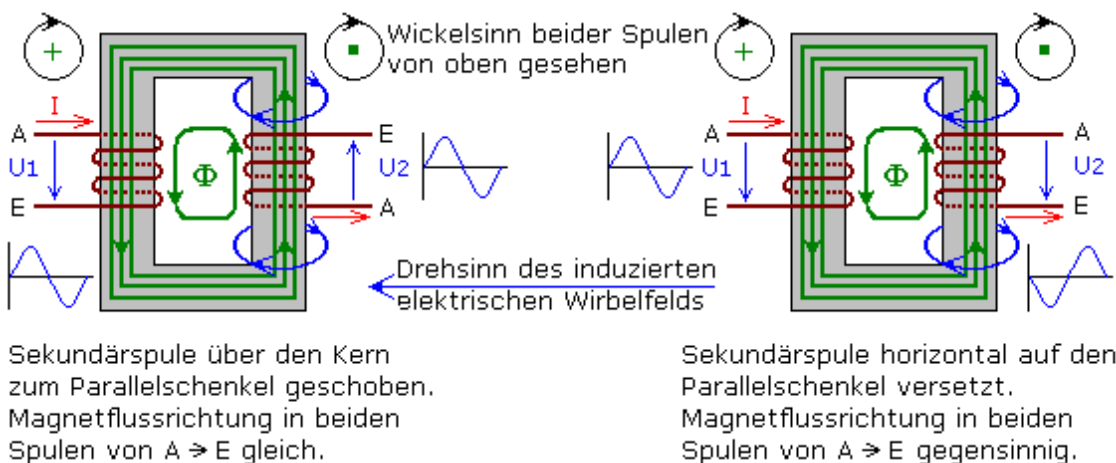 Wickelsinn beider Spulen
von oben gesehen
I
A
U1
E
Φ
E
U2
A
I
A
U1
E
Φ
A
U2
E
Drehsinn des induzierten
elektrischen Wirbelfelds
Sekundärspule über den Kern
zum Parallelschenkel geschoben.
Magnetflussrichtung in beiden
Spulen von A → E gleich.
Sekundärspule horizontal auf den
Parallelschenkel versetzt.
Magnetflussrichtung in beiden
Spulen von A → E gegensinnig.